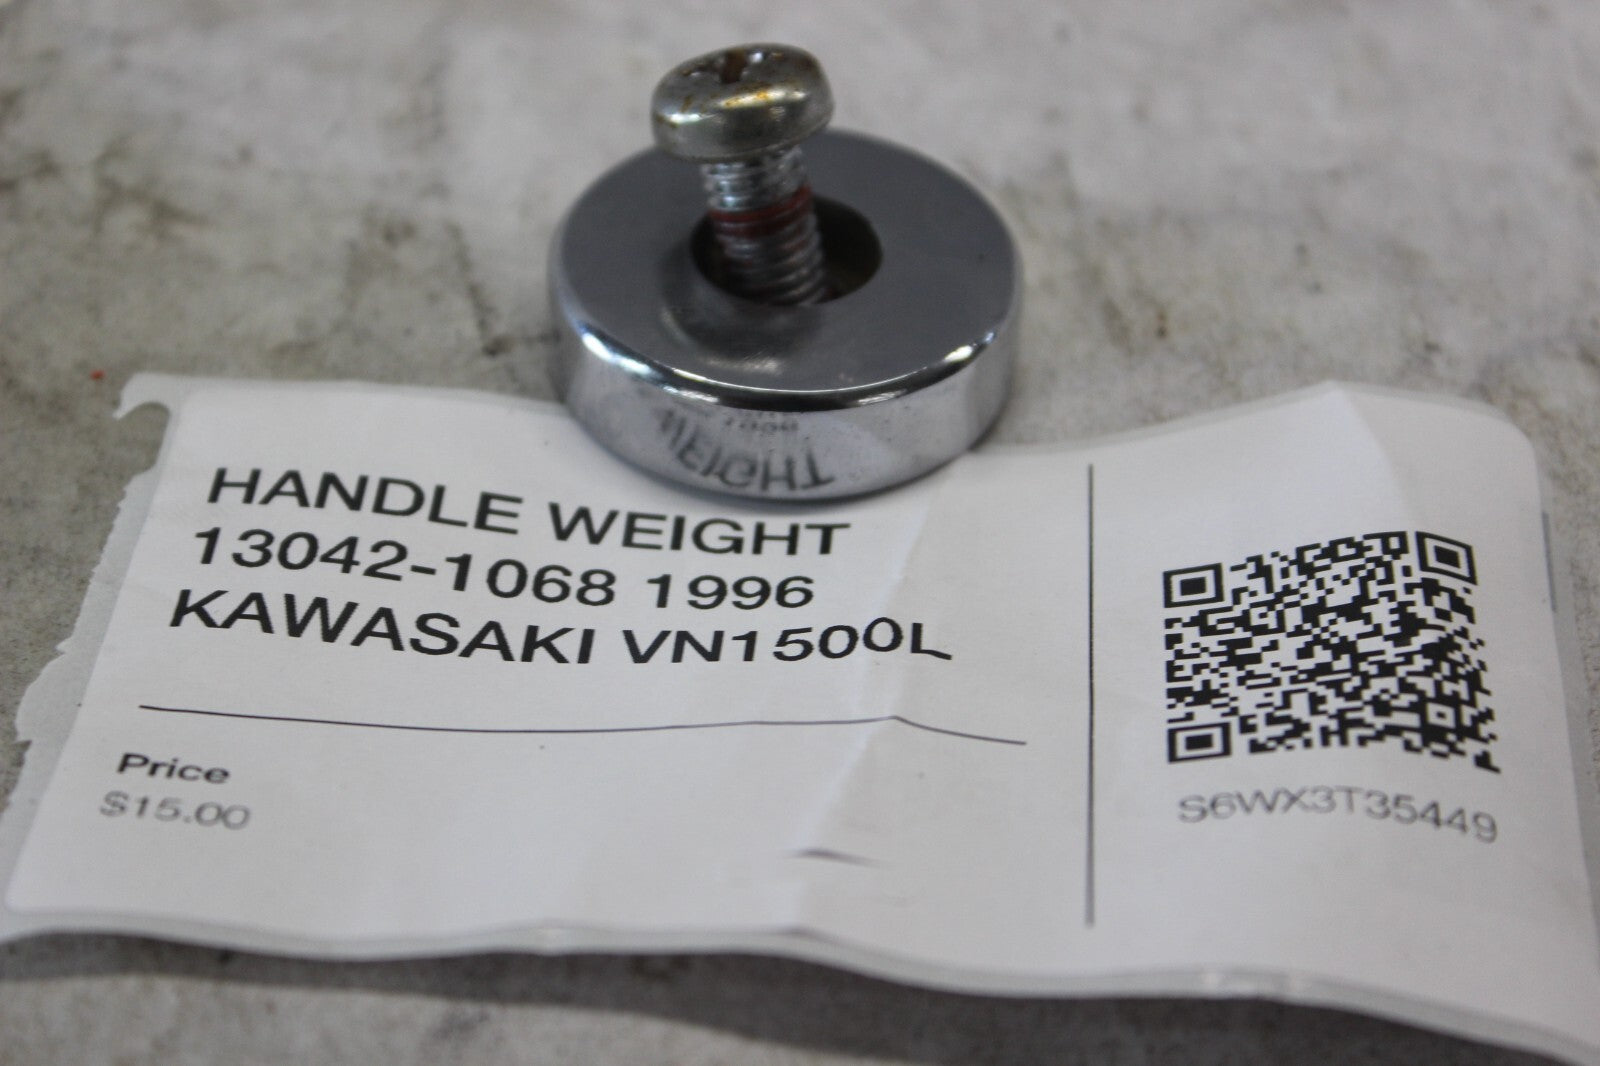 HANDLE WEIGHT
13042-1068 1996
KAWASAKI VN1500L
Price
$15.00
S6WX3T35449